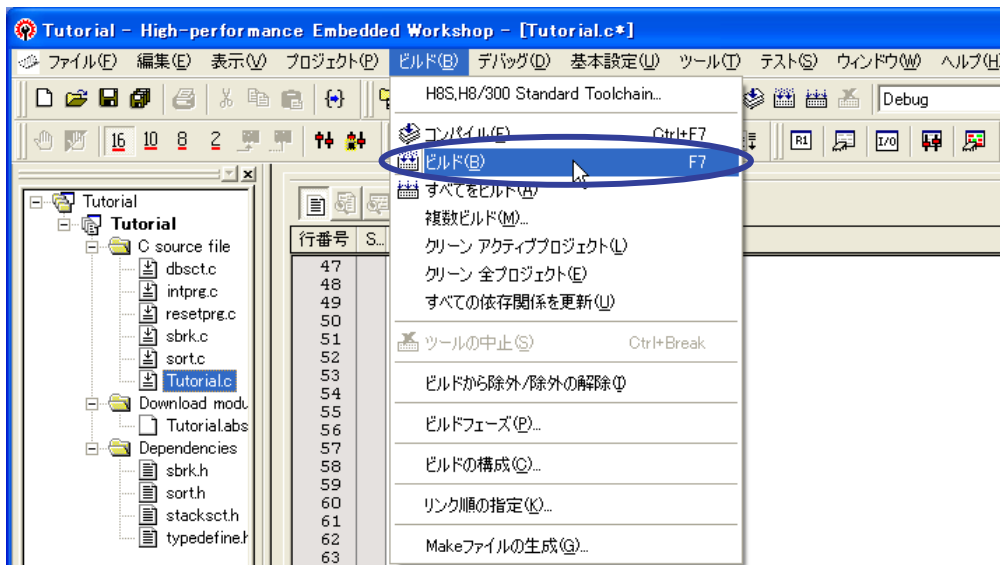 Tutorial - High-performance Embedded Workshop - [Tutorial.c*]
ファイル(F) 編集(E) 表示(V) プロジェクト(P) ビルド(B) デバッグ(D) 基本設定(U) ツール(T) テスト(S) ウィンドウ(W) ヘルプ(H
Debug
16 10 8 2
R1 I/O
H8S,H8/300 Standard Toolchain...
コンパイル(F) Ctrl+F7
ビルド(B) F7
すべてをビルド(A)
複数ビルド(M)...
クリーン アクティブプロジェクト(L)
クリーン 全プロジェクト(E)
すべての依存関係を更新(U)
ツールの中止(S) Ctrl+Break
ビルドから除外/除外の解除(I)
ビルドフェーズ(P)...
ビルドの構成(C)...
リンク順の指定(K)...
Makeファイルの生成(G)...
Tutorial
Tutorial
C source file
dbsct.c
intprg.c
resetprg.c
sbrk.c
sort.c
Tutorial.c
Download modu
Tutorial.abs
Dependencies
sbrk.h
sort.h
stacksct.h
typedefine.h
行番号 S...
47
48
49
50
51
52
53
54
55
56
57
58
59
60
61
62
63